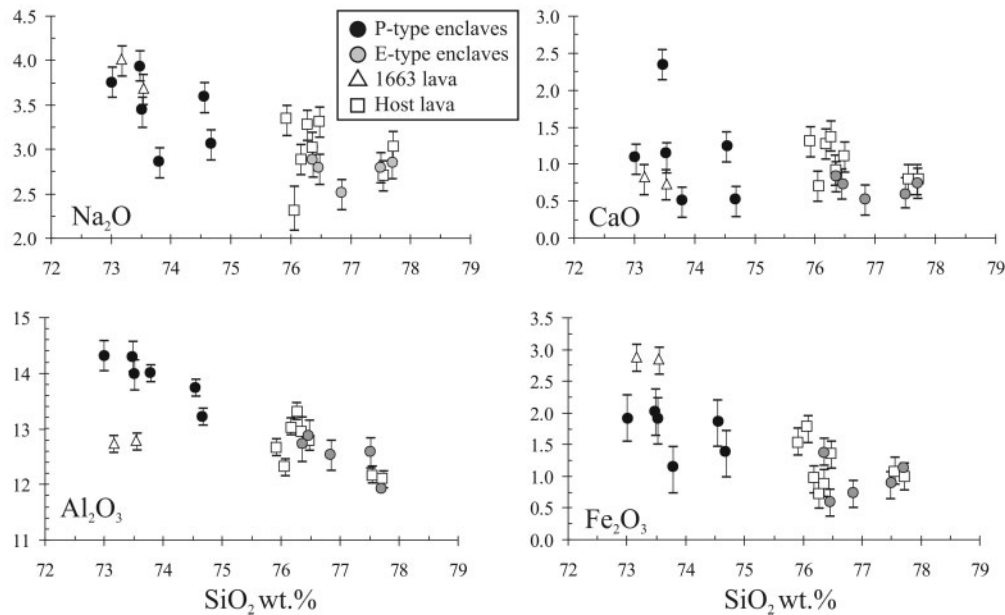 4.5
4.0
3.5
3.0
2.5
2.0
Na₂O
72 73 74 75 76 77 78 79
P-type enclaves
E-type enclaves
1663 lava
Host lava
3.0
2.5
2.0
1.5
1.0
0.5
0.0
CaO
72 73 74 75 76 77 78 79
15
14
13
12
11
Al₂O₃
72 73 74 75 76 77 78 79
SiO₂ wt.%
3.5
3.0
2.5
2.0
1.5
1.0
0.5
0.0
Fe₂O₃
72 73 74 75 76 77 78 79
SiO₂ wt.%